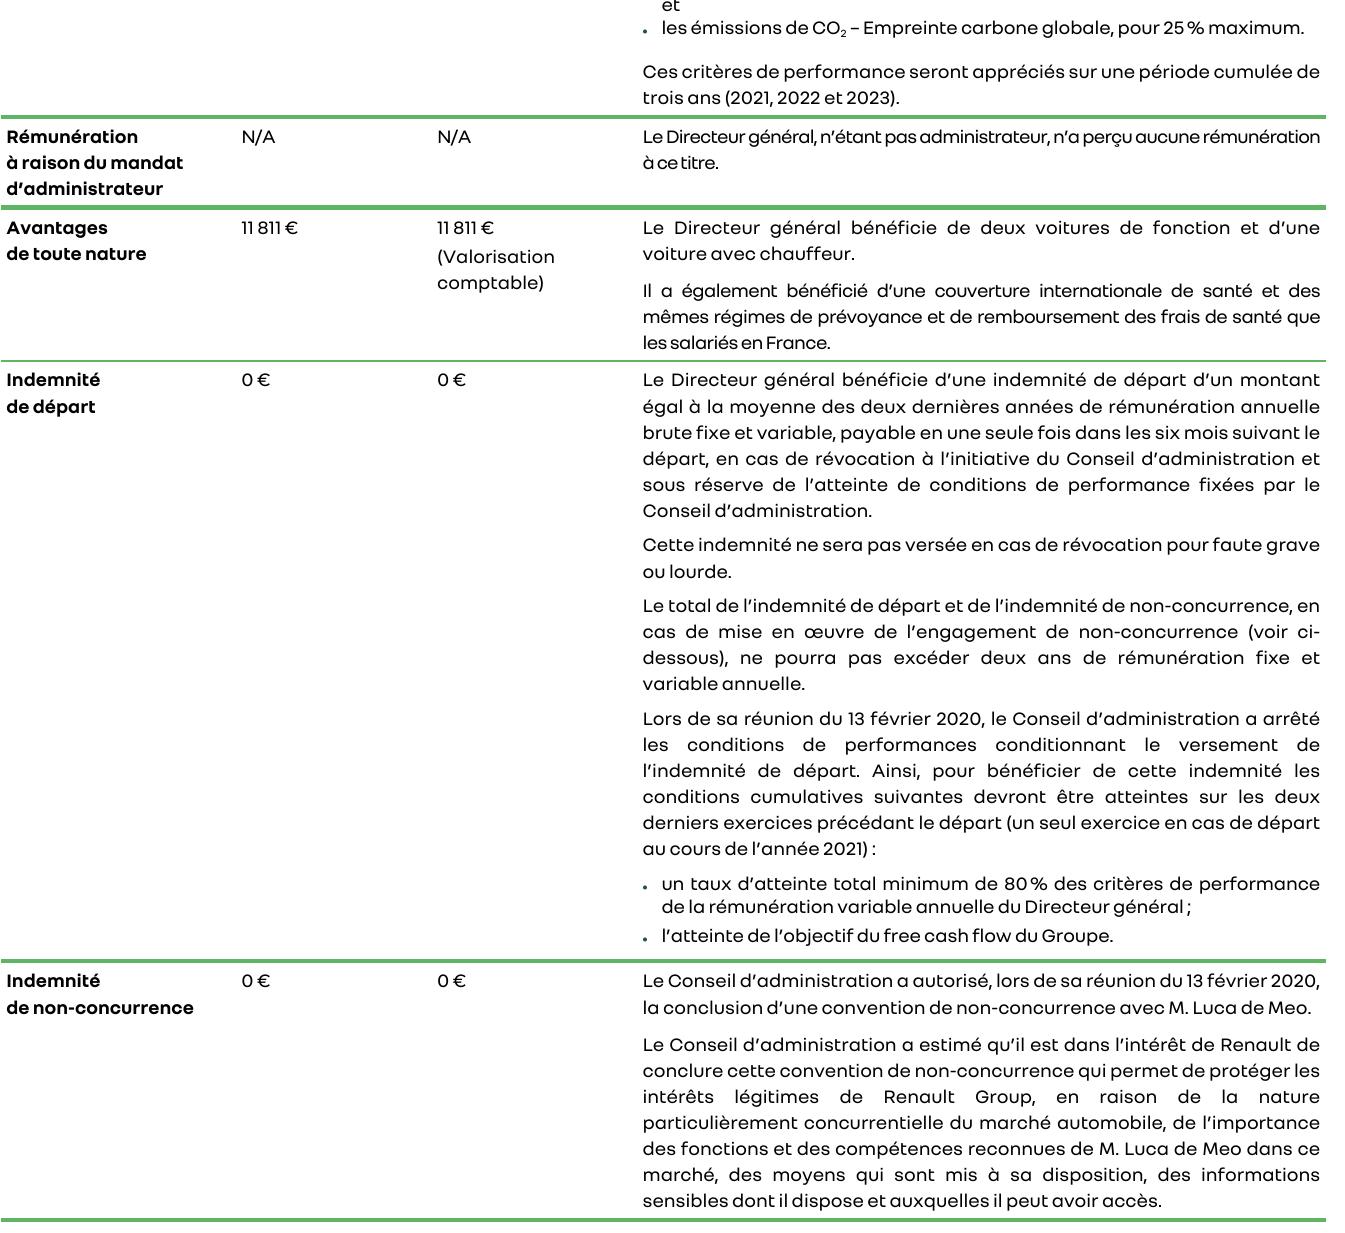 et
• les émissions de CO₂ – Empreinte carbone globale, pour 25 % maximum.
Ces critères de performance seront appréciés sur une période cumulée de
trois ans (2021, 2022 et 2023).
Rémunération
à raison du mandat
d’administrateur
N/A
N/A
Le Directeur général, n’étant pas administrateur, n’a perçu aucune rémunération
à ce titre.
Avantages
de toute nature
11 811 €
11 811 €
(Valorisation
comptable)
Le Directeur général bénéficie de deux voitures de fonction et d’une
voiture avec chauffeur.
Il a également bénéficié d’une couverture internationale de santé et des
mêmes régimes de prévoyance et de remboursement des frais de santé que
les salariés en France.
Indemnité
de départ
0 €
0 €
Le Directeur général bénéficie d’une indemnité de départ d’un montant
égal à la moyenne des deux dernières années de rémunération annuelle
brute fixe et variable, payable en une seule fois dans les six mois suivant le
départ, en cas de révocation à l’initiative du Conseil d’administration et
sous réserve de l’atteinte de conditions de performance fixées par le
Conseil d’administration.
Cette indemnité ne sera pas versée en cas de révocation pour faute grave
ou lourde.
Le total de l’indemnité de départ et de l’indemnité de non-concurrence, en
cas de mise en œuvre de l’engagement de non-concurrence (voir ci-
dessous), ne pourra pas excéder deux ans de rémunération fixe et
variable annuelle.
Lors de sa réunion du 13 février 2020, le Conseil d’administration a arrêté
les conditions de performances conditionnant le versement de
l’indemnité de départ. Ainsi, pour bénéficier de cette indemnité les
conditions cumulatives suivantes devront être atteintes sur les deux
derniers exercices précédant le départ (un seul exercice en cas de départ
au cours de l’année 2021) :
• un taux d’atteinte total minimum de 80 % des critères de performance
de la rémunération variable annuelle du Directeur général ;
• l’atteinte de l’objectif du free cash flow du Groupe.
Indemnité
de non-concurrence
0 €
0 €
Le Conseil d’administration a autorisé, lors de sa réunion du 13 février 2020,
la conclusion d’une convention de non-concurrence avec M. Luca de Meo.
Le Conseil d’administration a estimé qu’il est dans l’intérêt de Renault de
conclure cette convention de non-concurrence qui permet de protéger les
intérêts légitimes de Renault Group, en raison de la nature
particulièrement concurrentielle du marché automobile, de l’importance
des fonctions et des compétences reconnues de M. Luca de Meo dans ce
marché, des moyens qui sont mis à sa disposition, des informations
sensibles dont il dispose et auxquelles il peut avoir accès.